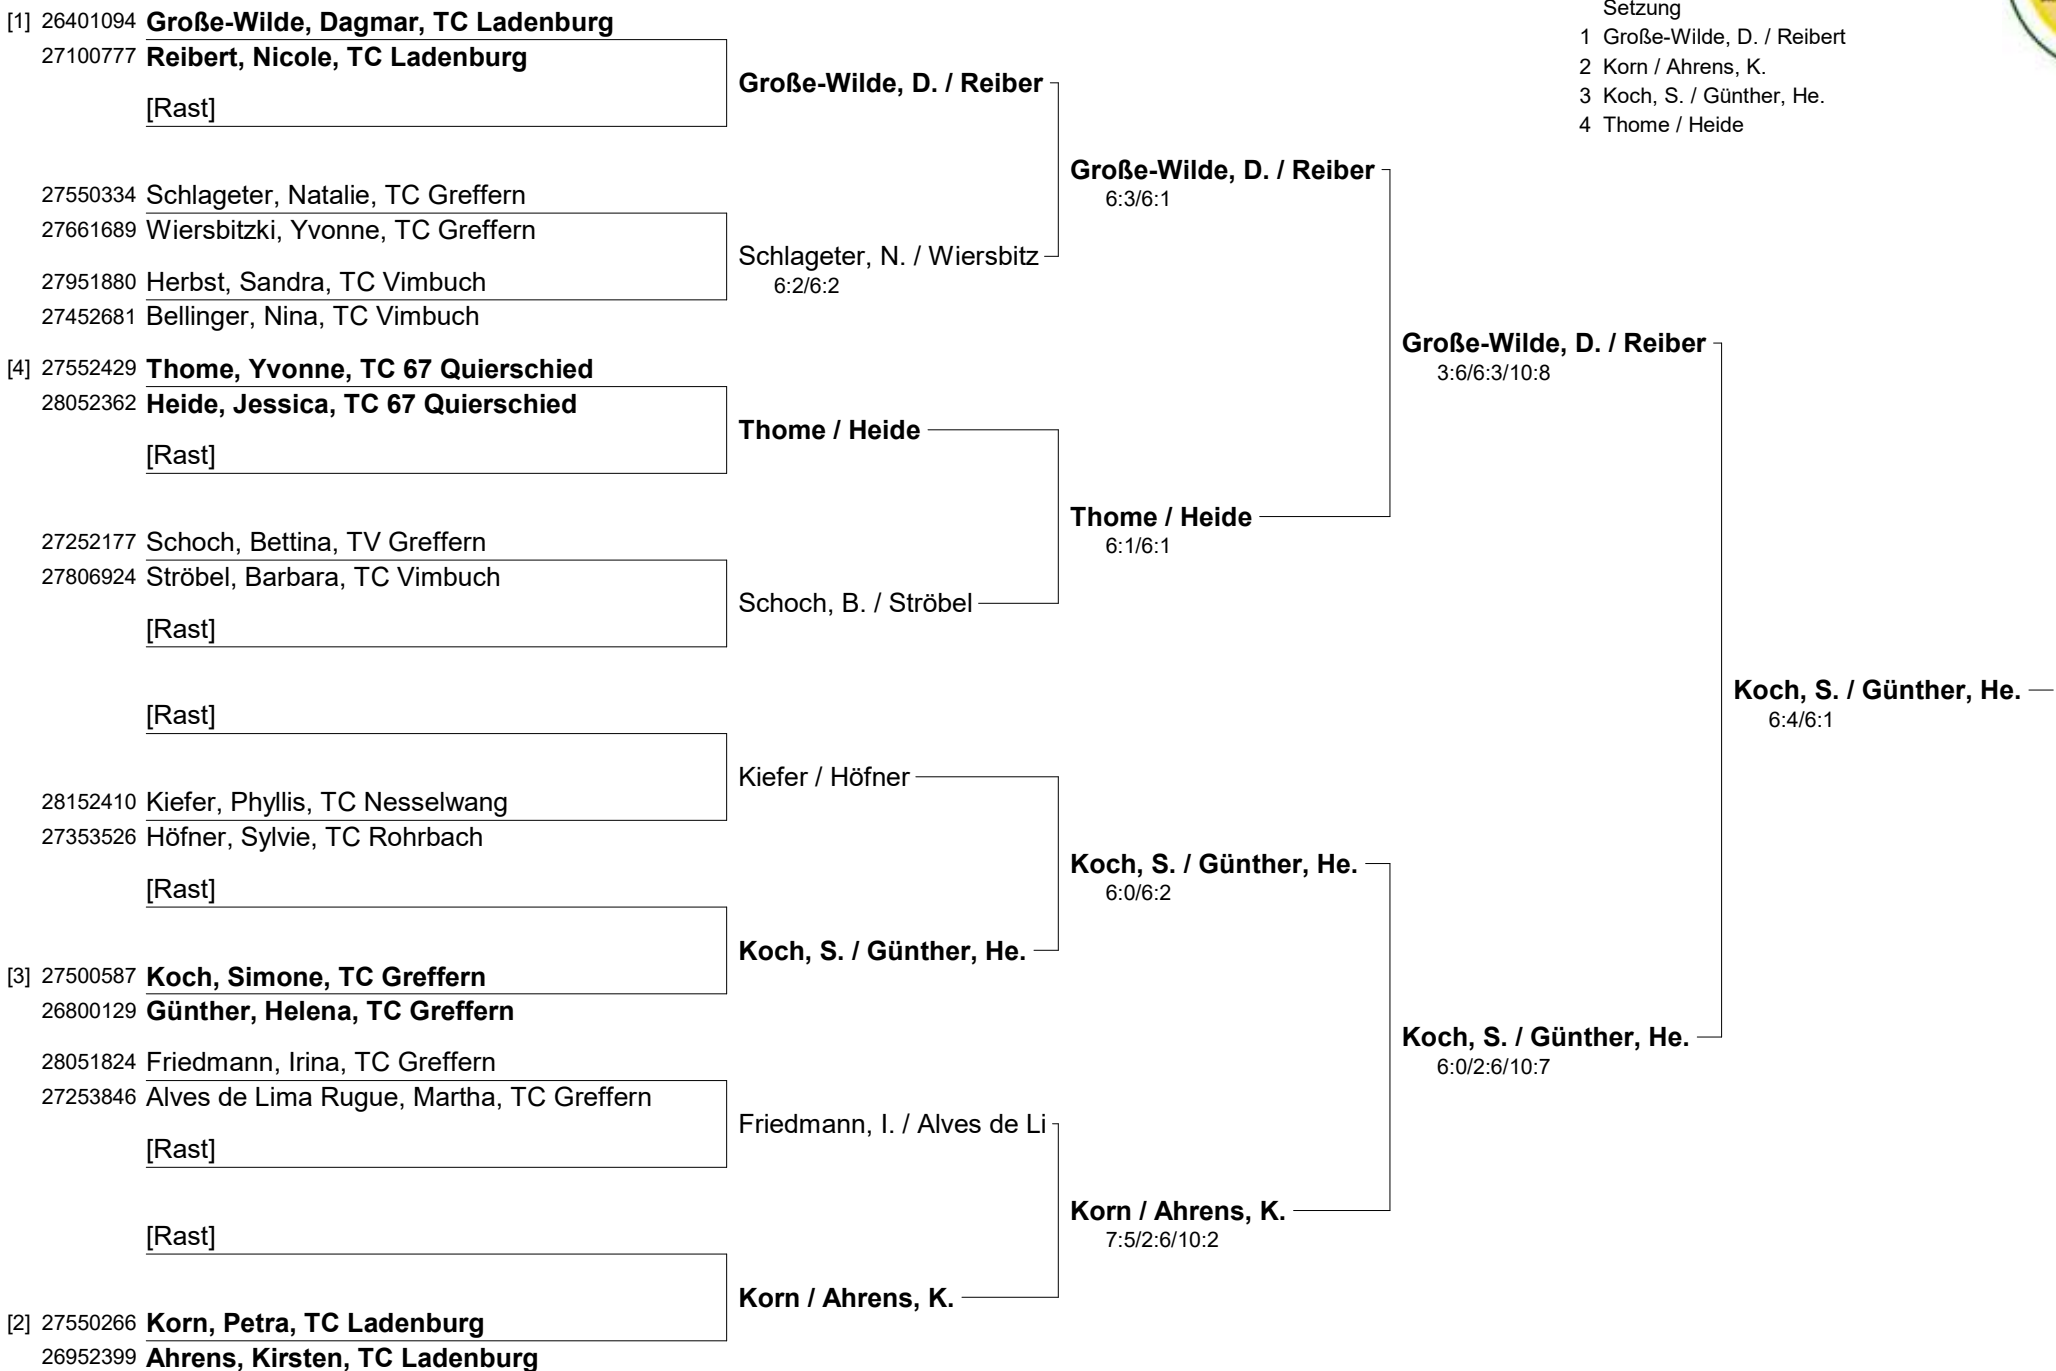 [1] 26401094 Große-Wilde, Dagmar, TC Ladenburg
27100777 Reibert, Nicole, TC Ladenburg
[Rast]
27550334 Schlageter, Natalie, TC Greffern
27661689 Wiersbitzki, Yvonne, TC Greffern
27951880 Herbst, Sandra, TC Vimbuch
27452681 Bellinger, Nina, TC Vimbuch
[4] 27552429 Thome, Yvonne, TC 67 Quierschied
28052362 Heide, Jessica, TC 67 Quierschied
[Rast]
27252177 Schoch, Bettina, TV Greffern
27806924 Ströbel, Barbara, TC Vimbuch
[Rast]
[Rast]
28152410 Kiefer, Phyllis, TC Nesselwang
27353526 Höfner, Sylvie, TC Rohrbach
[Rast]
[3] 27500587 Koch, Simone, TC Greffern
26800129 Günther, Helena, TC Greffern
28051824 Friedmann, Irina, TC Greffern
27253846 Alves de Lima Rugue, Martha, TC Greffern
[Rast]
[Rast]
[2] 27550266 Korn, Petra, TC Ladenburg
26952399 Ahrens, Kirsten, TC Ladenburg
Große-Wilde, D. / Reiber
Schlageter, N. / Wiersbitz
6:2/6:2
Thome / Heide
Schoch, B. / Ströbel
Kiefer / Höfner
Koch, S. / Günther, He.
Friedmann, I. / Alves de Li
Korn / Ahrens, K.
Große-Wilde, D. / Reiber
6:3/6:1
Thome / Heide
6:1/6:1
Koch, S. / Günther, He.
6:0/6:2
Korn / Ahrens, K.
7:5/2:6/10:2
Große-Wilde, D. / Reiber
3:6/6:3/10:8
Koch, S. / Günther, He.
6:0/2:6/10:7
Koch, S. / Günther, He.
6:4/6:1
Setzung
1 Große-Wilde, D. / Reibert
2 Korn / Ahrens, K.
3 Koch, S. / Günther, He.
4 Thome / Heide